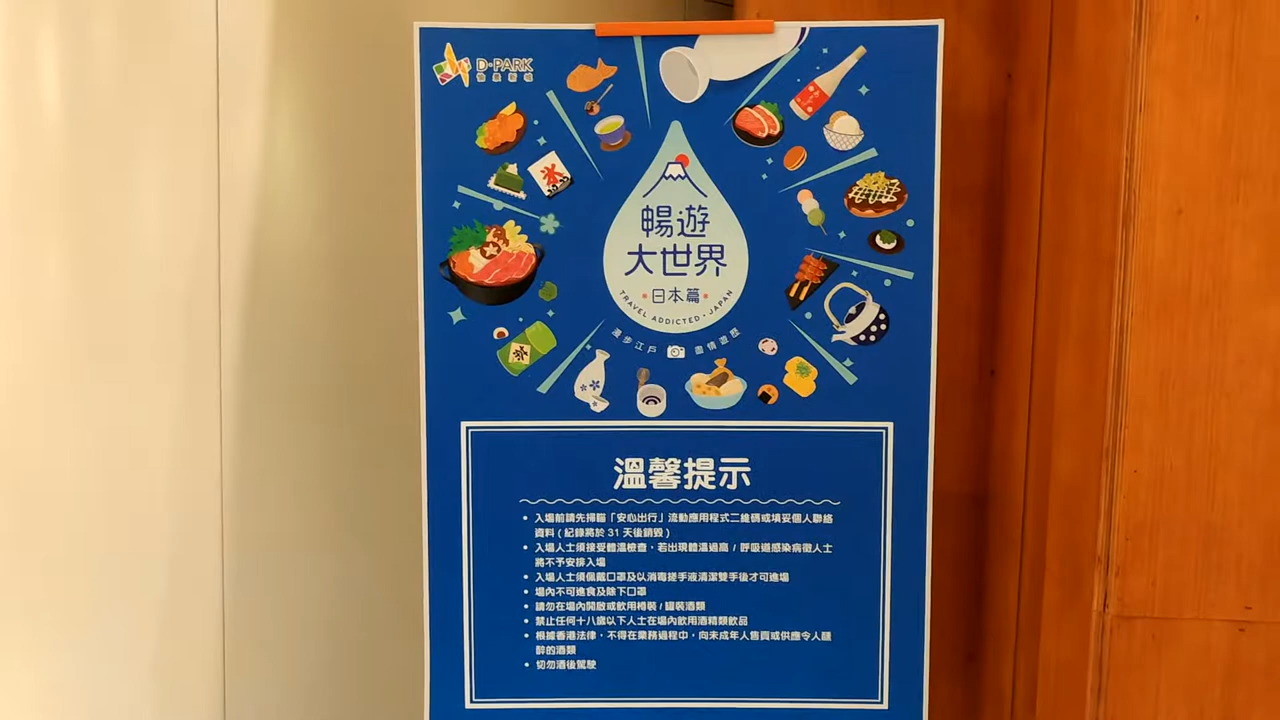 D·PARK
愉景新城
氷
茶
暢遊
大世界
日本篇
TRAVEL ADDICTED · JAPAN
漫步江戶 盡情遊歷
溫馨提示
• 入場前請先掃瞄「安心出行」流動應用程式二維碼或填妥個人聯絡
資料 ( 紀錄將於 31 天後銷毀 )
• 入場人士須接受體溫檢查，若出現體溫過高 / 呼吸道感染病徵人士
將不予安排入場
• 入場人士須佩戴口罩及以消毒搓手液清潔雙手後才可進場
• 場內不可進食及除下口罩
• 請勿在場內開啟或飲用樽裝 / 罐裝酒類
• 禁止任何十八歲以下人士在場內飲用酒精類飲品
• 根據香港法律，不得在業務過程中，向未成年人售賣或供應令人醺
醉的酒類
• 切勿酒後駕駛